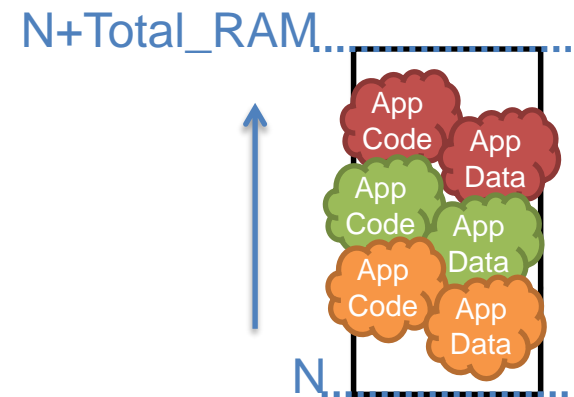 N+Total_RAM
App
Code
App
Data
App
Code
App
Data
App
Code
App
Data
N